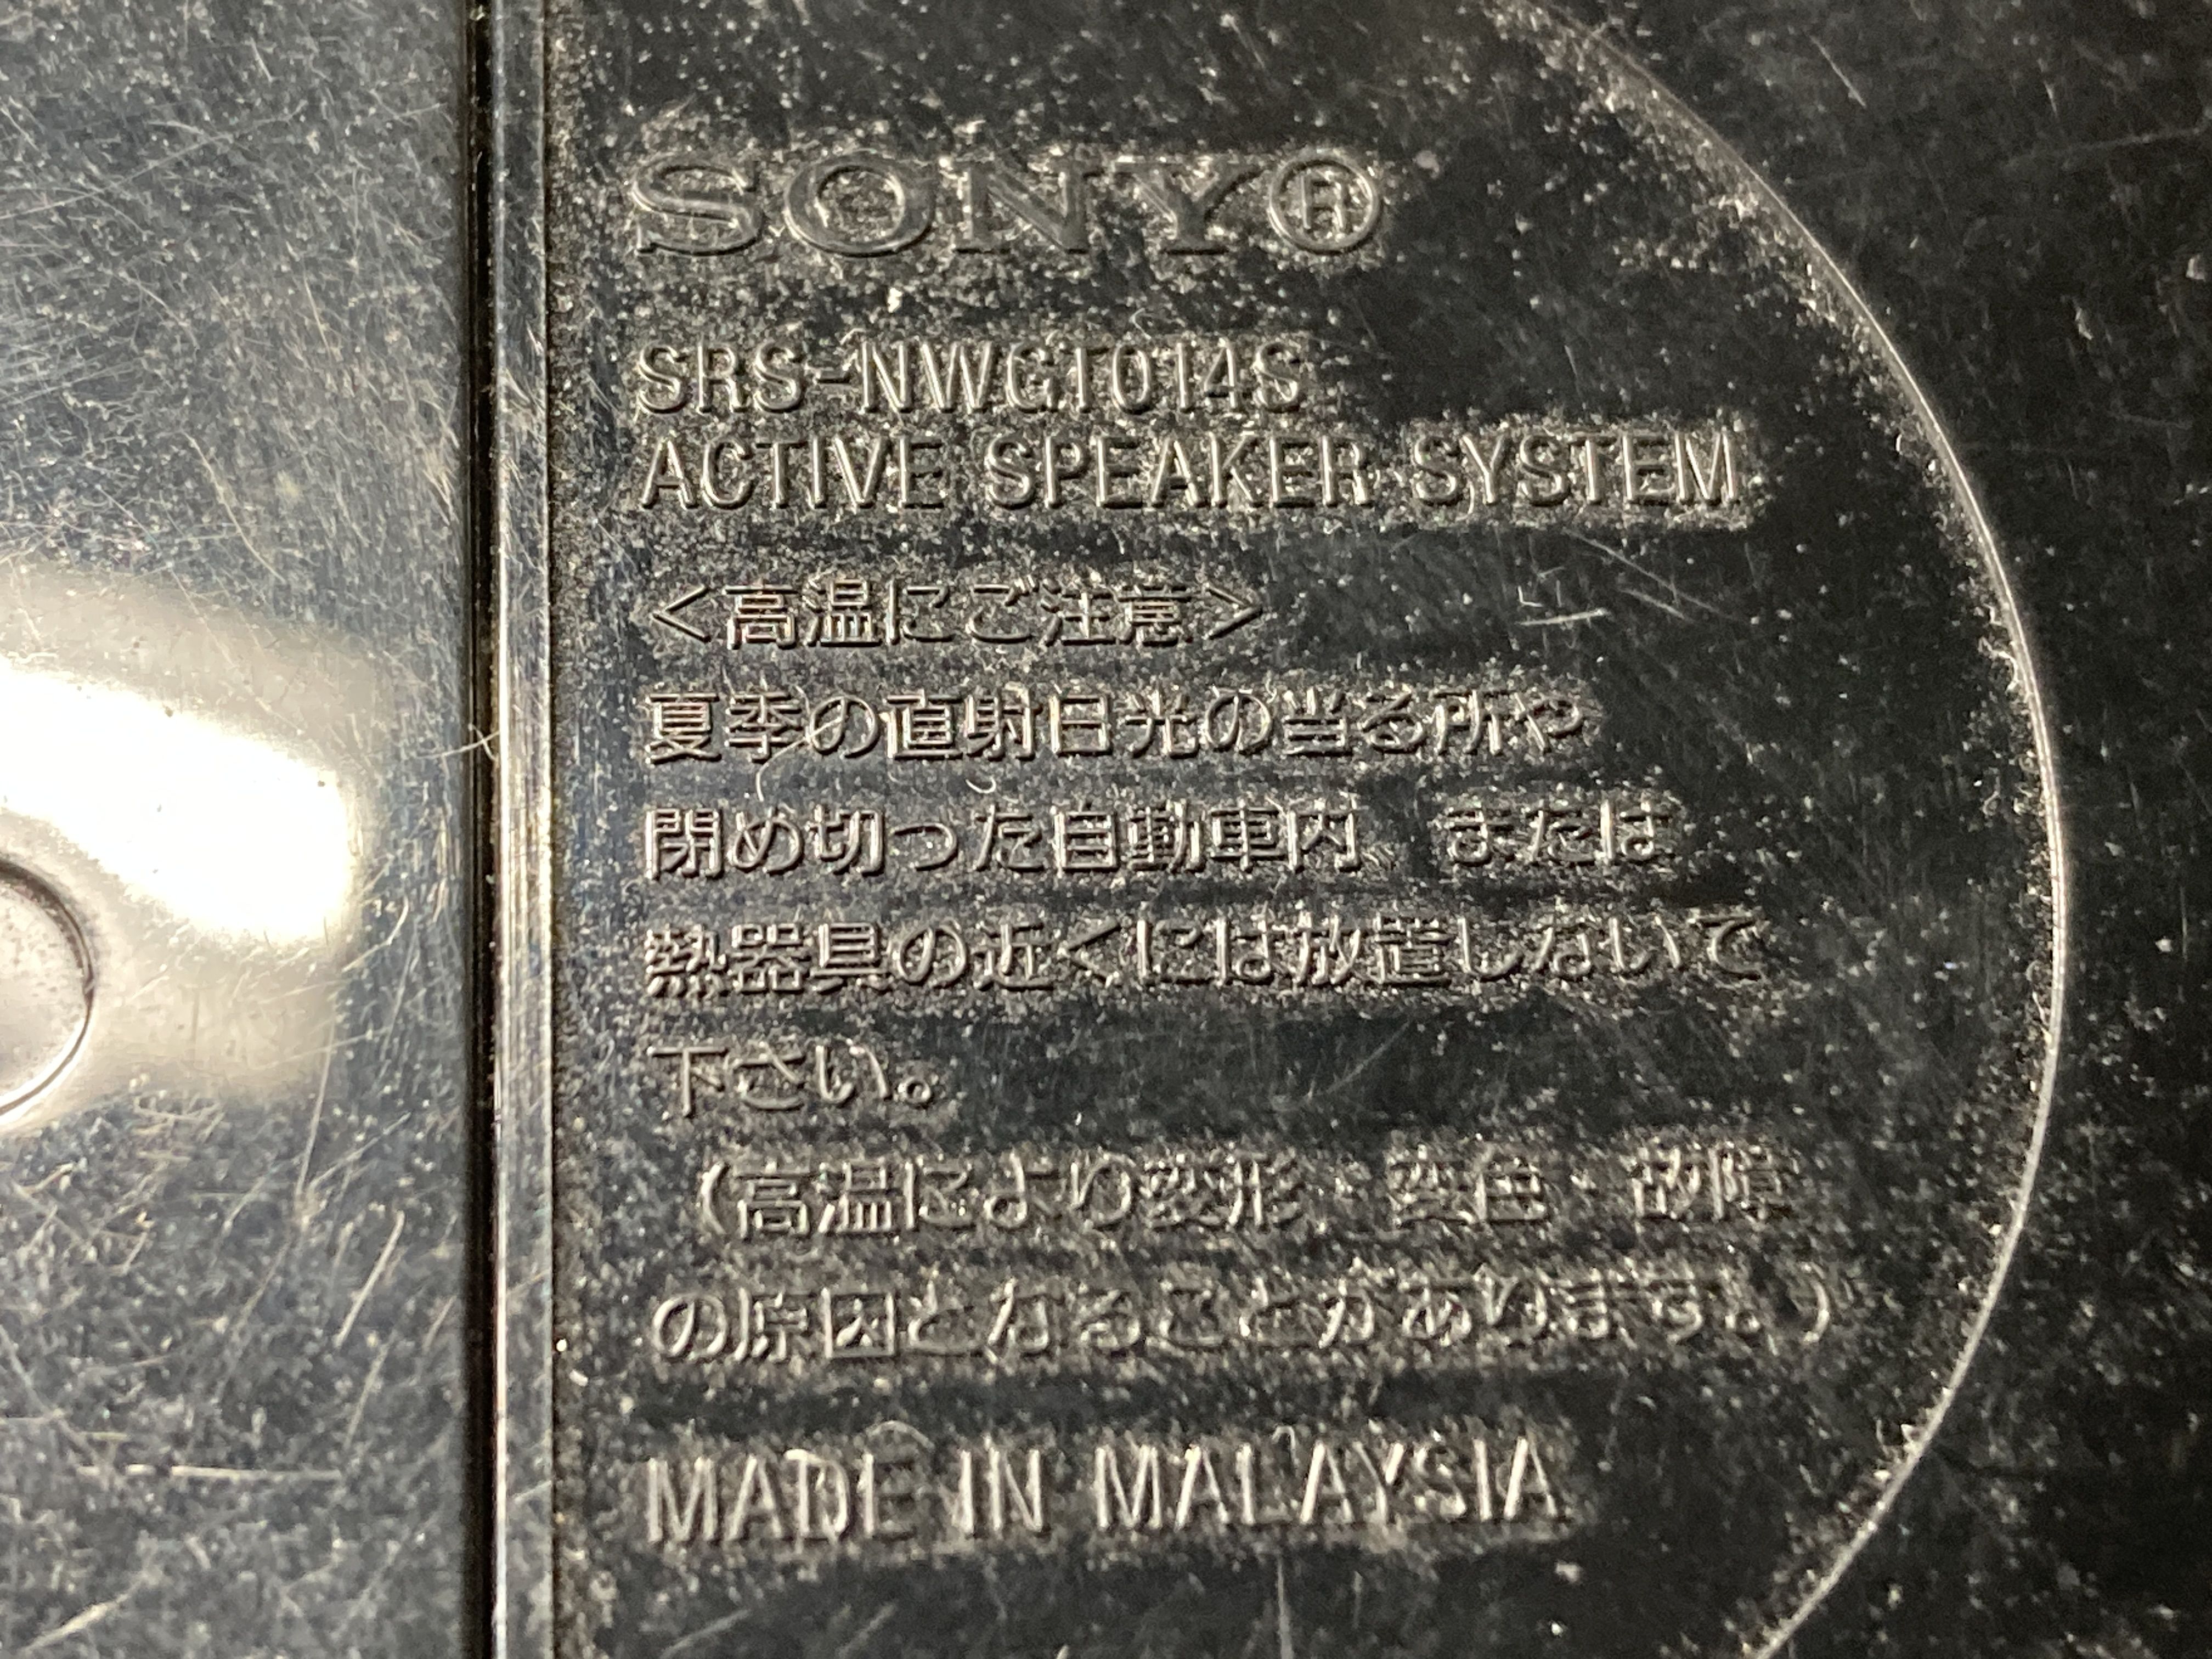 SONY®
SRS-NWGT014S
ACTIVE SPEAKER SYSTEM
<高温にご注意>
夏季の直射日光の当る所や
閉め切った自動車内、または
熱器具の近くには放置しないで
下さい。
(高温により変形・変色・故障
の原因となることがあります。)
MADE IN MALAYSIA